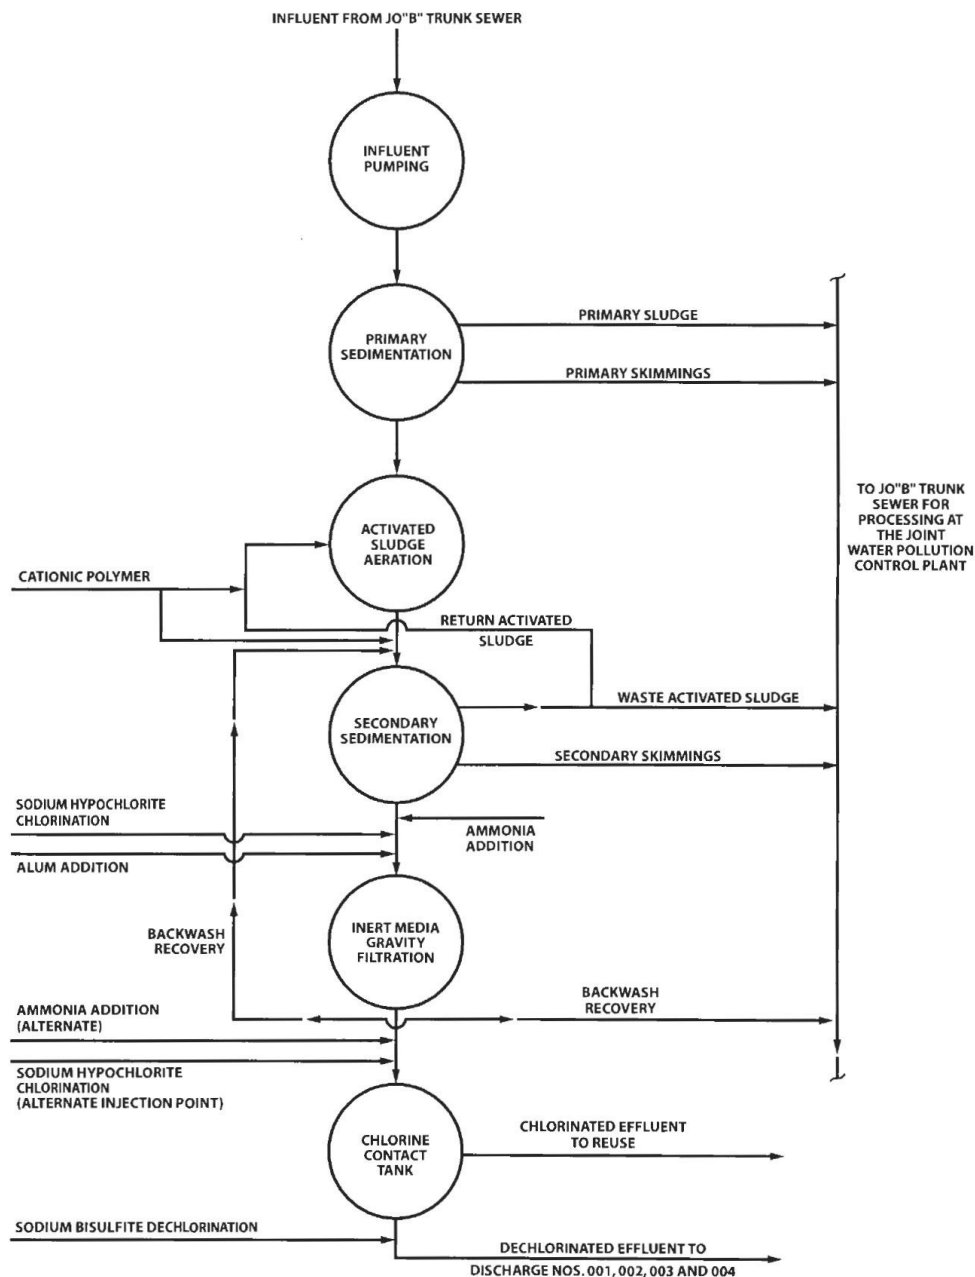 INFLUENT FROM JO"B" TRUNK SEWER
INFLUENT
PUMPING
PRIMARY
SEDIMENTATION
PRIMARY SLUDGE
PRIMARY SKIMMINGS
TO JO"B" TRUNK
SEWER FOR
PROCESSING AT
THE JOINT
WATER POLLUTION
CONTROL PLANT
ACTIVATED
SLUDGE
AERATION
CATIONIC POLYMER
RETURN ACTIVATED
SLUDGE
SECONDARY
SEDIMENTATION
WASTE ACTIVATED SLUDGE
SECONDARY SKIMMINGS
SODIUM HYPOCHLORITE
CHLORINATION
AMMONIA
ADDITION
ALUM ADDITION
INERT MEDIA
GRAVITY
FILTRATION
BACKWASH
RECOVERY
BACKWASH
RECOVERY
AMMONIA ADDITION
(ALTERNATE)
SODIUM HYPOCHLORITE
CHLORINATION
(ALTERNATE INJECTION POINT)
CHLORINE
CONTACT
TANK
CHLORINATED EFFLUENT
TO REUSE
SODIUM BISULFITE DECHLORINATION
DECHLORINATED EFFLUENT TO
DISCHARGE NOS. 001, 002, 003 AND 004